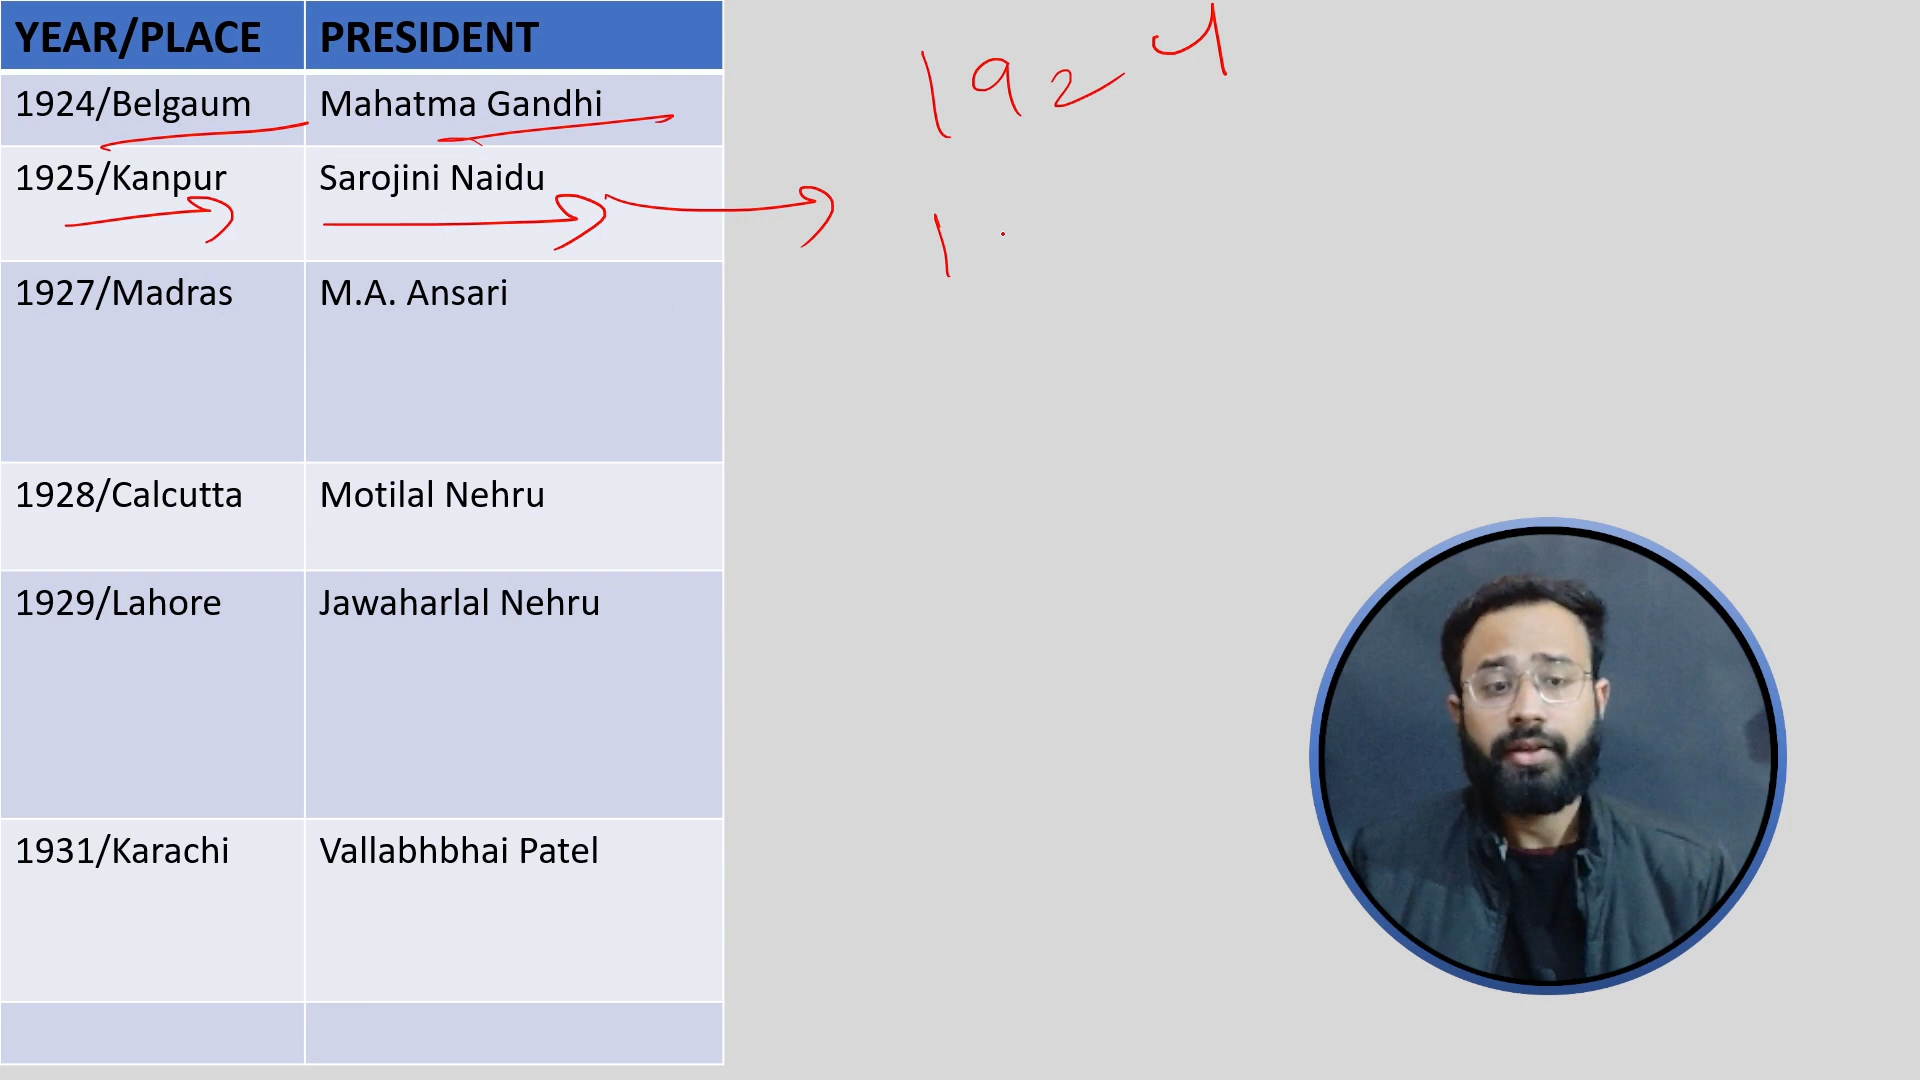 YEAR/PLACE PRESIDENT
1924/Belgaum Mahatma Gandhi
1925/Kanpur Sarojini Naidu
1927/Madras M.A. Ansari
1928/Calcutta Motilal Nehru
1929/Lahore Jawaharlal Nehru
1931/Karachi Vallabhbhai Patel
1924
1